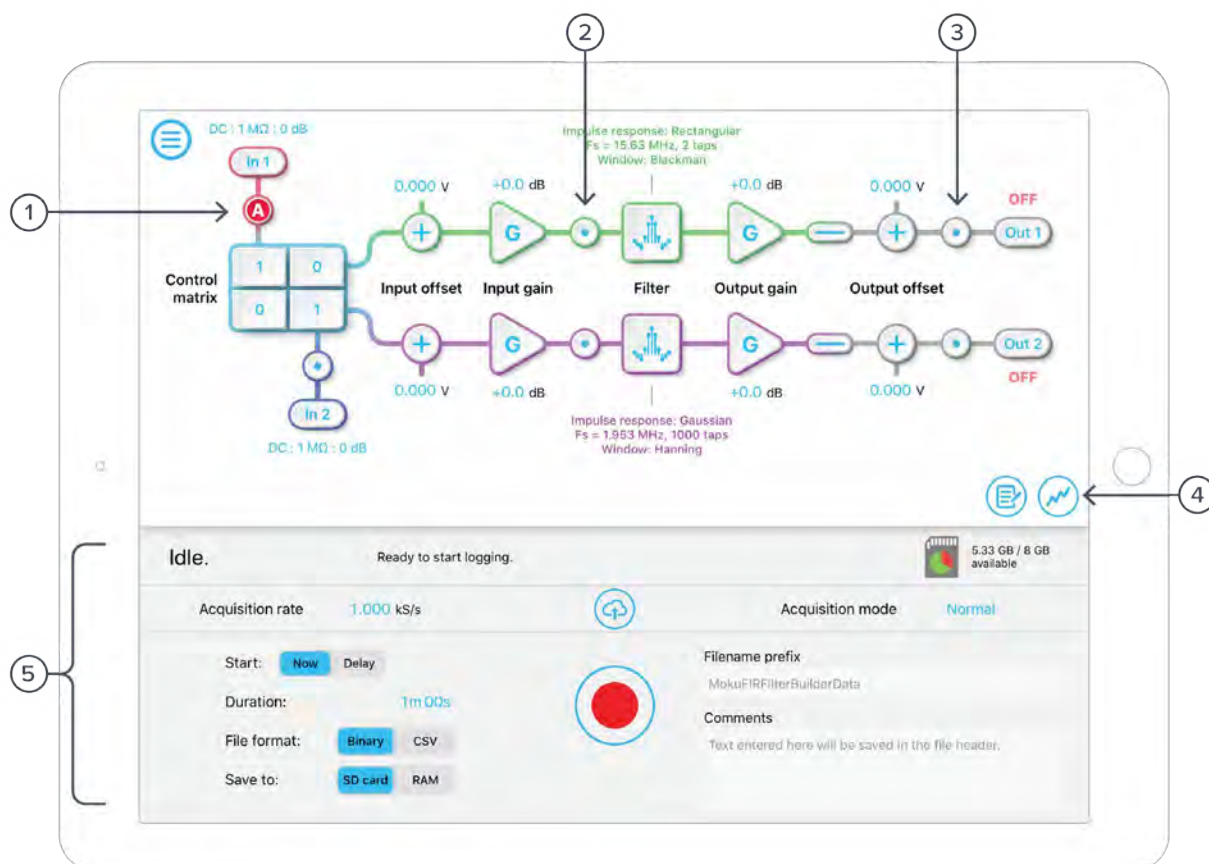 2
3
DC : 1 MΩ : 0 dB
In 1
Impulse response: Rectangular
Fs = 15.63 MHz, 2 taps
Window: Blackman
0.000 V
+0.0 dB
+0.0 dB
0.000 V
OFF
1
A
G
G
Out 1
Control
matrix
1 0
0 1
Input offset
Input gain
Filter
Output gain
Output offset
G
G
Out 2
0.000 V
+0.0 dB
+0.0 dB
0.000 V
OFF
In 2
DC : 1 MΩ : 0 dB
Impulse response: Gaussian
Fs = 1.953 MHz, 1000 taps
Window: Hanning
4
Idle.
Ready to start logging.
5.33 GB / 8 GB
available
Acquisition rate 1.000 kS/s
Acquisition mode Normal
5
Start: Now Delay
Duration: 1m 00s
File format: Binary CSV
Save to: SD card RAM
Filename prefix
MokuFIRFilterBuilderData
Comments
Text entered here will be saved in the file header.